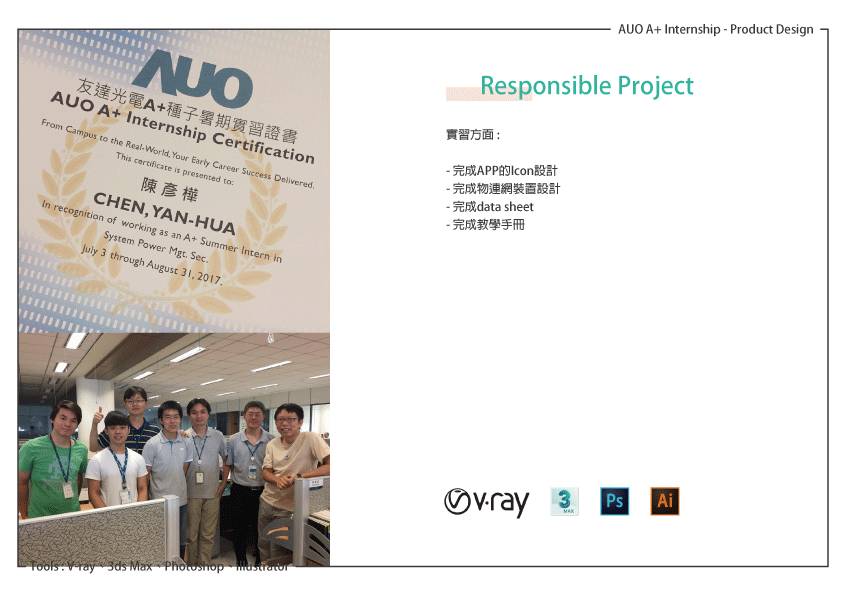 AUO A+ Internship - Product Design
AUO
友達光電A+種子暑期實習證書
AUO A+ Internship Certification
From Campus to the Real-World, Your Early Career Success Delivered.
This certificate is presented to:
陳彥樺
CHEN, YAN-HUA
In recognition of working as an A+ Summer Intern in
System Power Mgt. Sec.
July 3 through August 31, 2017.
Responsible Project
實習方面 :
- 完成APP的Icon設計
- 完成物連網裝置設計
- 完成data sheet
- 完成教學手冊
v·ray
3
MAX
Ps
Ai
Tools : V-ray、3ds Max、Photoshop、Illustrator